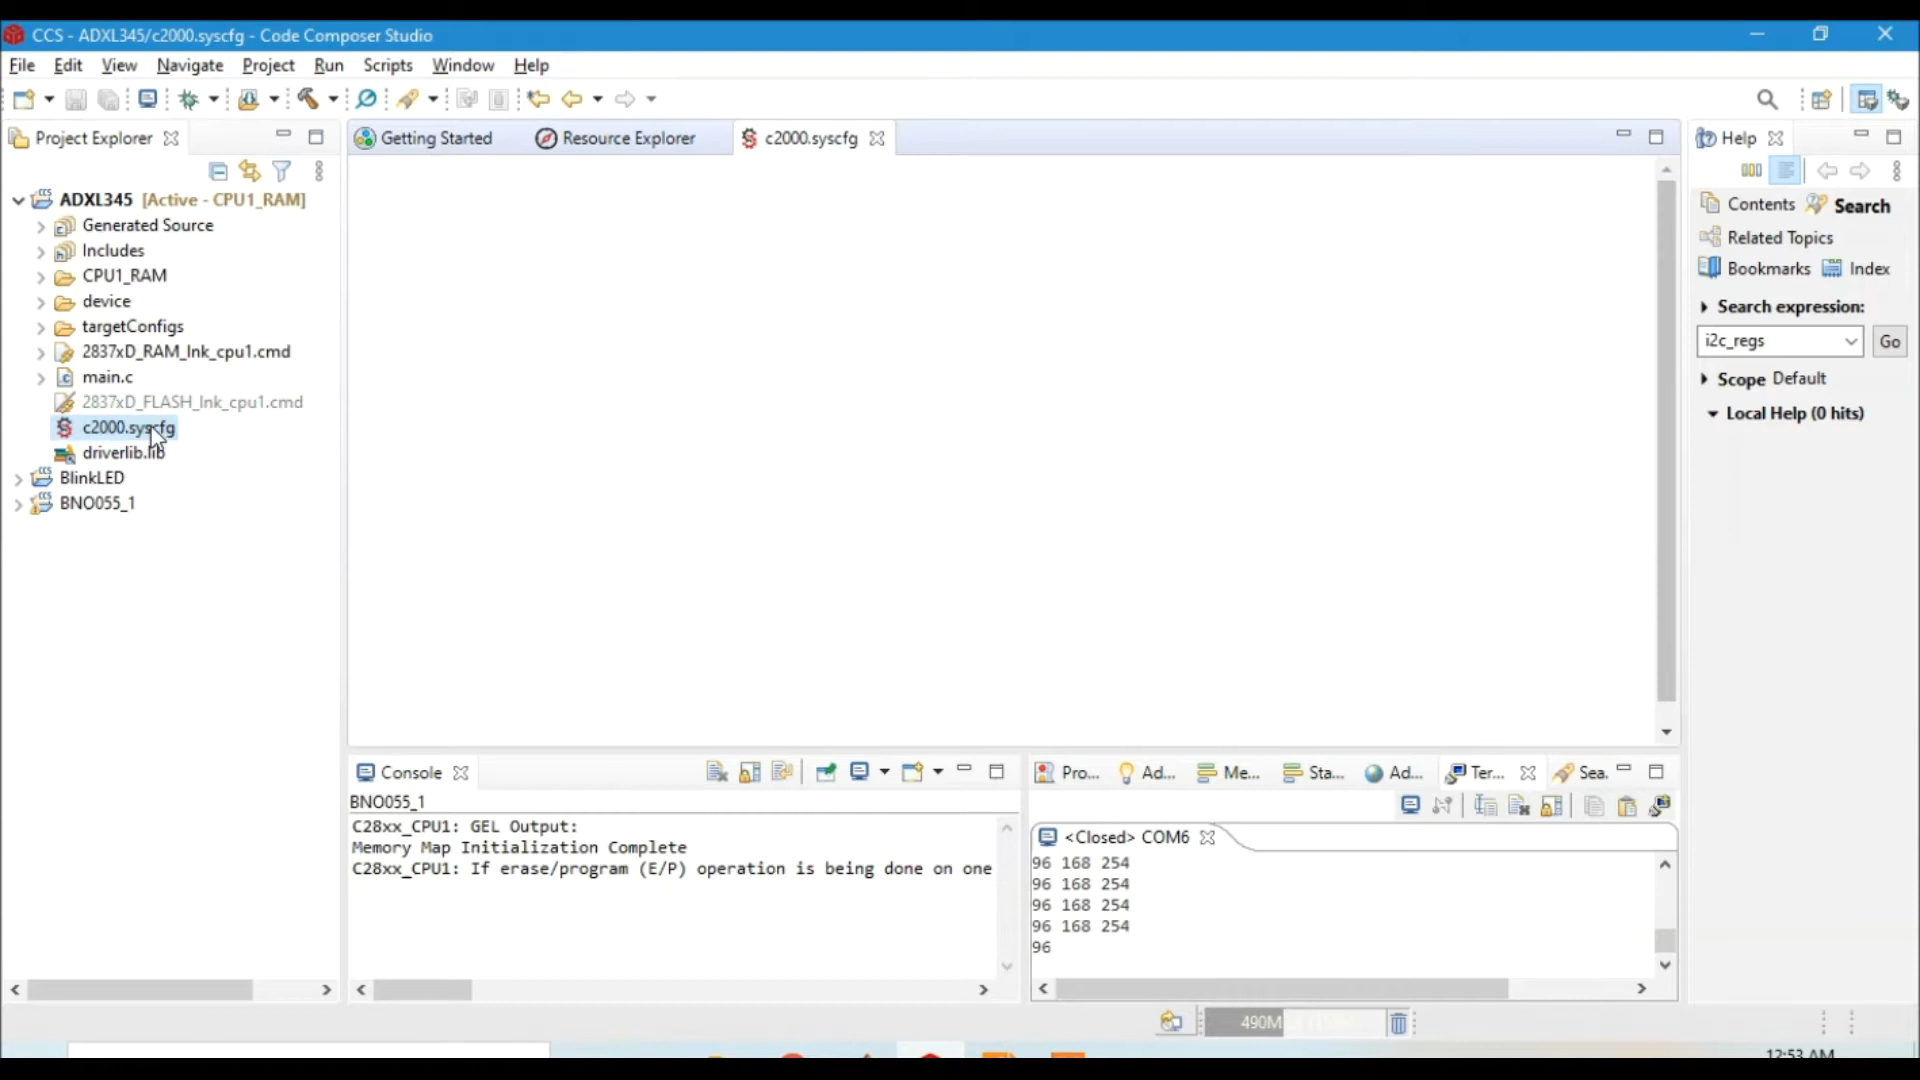 CCS - ADXL345/c2000.syscfg - Code Composer Studio
File Edit View Navigate Project Run Scripts Window Help
Project Explorer
ADXL345 [Active - CPU1_RAM]
Generated Source
Includes
CPU1_RAM
device
targetConfigs
2837xD_RAM_lnk_cpu1.cmd
main.c
2837xD_FLASH_lnk_cpu1.cmd
c2000.syscfg
driverlib.lib
BlinkLED
BNO055_1
Getting Started Resource Explorer c2000.syscfg
Help
Contents Search
Related Topics
Bookmarks Index
Search expression:
i2c_regs Go
Scope Default
Local Help (0 hits)
Console
BNO055_1
C28xx_CPU1: GEL Output:
Memory Map Initialization Complete
C28xx_CPU1: If erase/program (E/P) operation is being done on one
Pro... Ad... Me... Sta... Ad... Ter... Sea.
<Closed> COM6
96 168 254
96 168 254
96 168 254
96 168 254
96
490M
12:53 AM